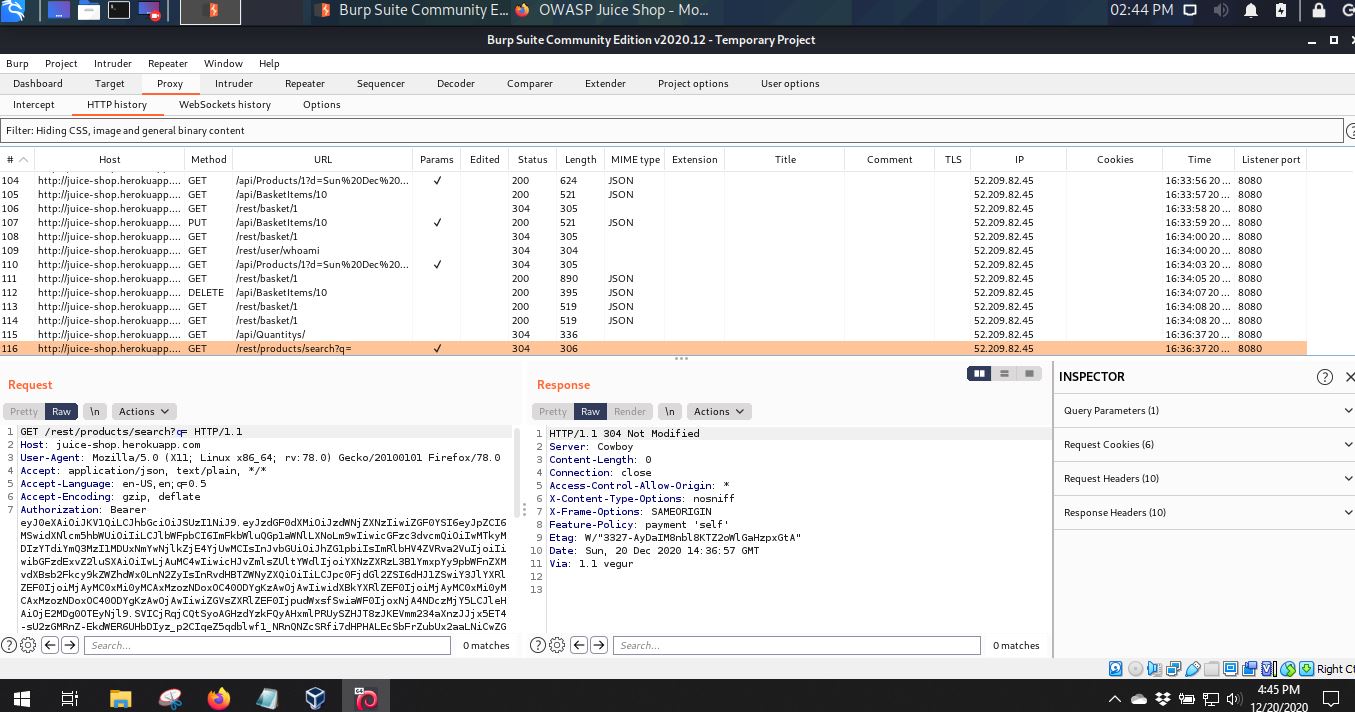 Burp Suite Community E... OWASP Juice Shop - Mo... 02:44 PM
Burp Suite Community Edition v2020.12 - Temporary Project
Burp Project Intruder Repeater Window Help
Dashboard Target Proxy Intruder Repeater Sequencer Decoder Comparer Extender Project options User options
Intercept HTTP history WebSockets history Options
Filter: Hiding CSS, image and general binary content
# Host Method URL Params Edited Status Length MIME type Extension Title Comment TLS IP Cookies Time Listener port
104 http://juice-shop.herokuapp.... GET /api/Products/1?d=Sun%20Dec%20... ✓ 200 624 JSON 52.209.82.45 16:33:56 20 ... 8080
105 http://juice-shop.herokuapp.... GET /api/BasketItems/10 200 521 JSON 52.209.82.45 16:33:57 20 ... 8080
106 http://juice-shop.herokuapp.... GET /rest/basket/1 304 305 52.209.82.45 16:33:58 20 ... 8080
107 http://juice-shop.herokuapp.... PUT /api/BasketItems/10 ✓ 200 521 JSON 52.209.82.45 16:33:59 20 ... 8080
108 http://juice-shop.herokuapp.... GET /rest/basket/1 304 305 52.209.82.45 16:34:00 20 ... 8080
109 http://juice-shop.herokuapp.... GET /rest/user/whoami 304 304 52.209.82.45 16:34:00 20 ... 8080
110 http://juice-shop.herokuapp.... GET /api/Products/1?d=Sun%20Dec%20... ✓ 304 305 52.209.82.45 16:34:03 20 ... 8080
111 http://juice-shop.herokuapp.... GET /rest/basket/1 200 890 JSON 52.209.82.45 16:34:05 20 ... 8080
112 http://juice-shop.herokuapp.... DELETE /api/BasketItems/10 200 395 JSON 52.209.82.45 16:34:07 20 ... 8080
113 http://juice-shop.herokuapp.... GET /rest/basket/1 200 519 JSON 52.209.82.45 16:34:08 20 ... 8080
114 http://juice-shop.herokuapp.... GET /rest/basket/1 200 519 JSON 52.209.82.45 16:34:08 20 ... 8080
115 http://juice-shop.herokuapp.... GET /api/Quantitys/ 304 336 52.209.82.45 16:36:37 20 ... 8080
116 http://juice-shop.herokuapp.... GET /rest/products/search?q= ✓ 304 306 52.209.82.45 16:36:37 20 ... 8080
Request
Pretty Raw \n Actions
1 GET /rest/products/search?q= HTTP/1.1
2 Host: juice-shop.herokuapp.com
3 User-Agent: Mozilla/5.0 (X11; Linux x86_64; rv:78.0) Gecko/20100101 Firefox/78.0
4 Accept: application/json, text/plain, */*
5 Accept-Language: en-US,en;q=0.5
6 Accept-Encoding: gzip, deflate
7 Authorization: Bearer
Search... 0 matches
Response
Pretty Raw Render \n Actions
1 HTTP/1.1 304 Not Modified
2 Server: Cowboy
3 Content-Length: 0
4 Connection: close
5 Access-Control-Allow-Origin: *
6 X-Content-Type-Options: nosniff
7 X-Frame-Options: SAMEORIGIN
8 Feature-Policy: payment 'self'
9 Etag: W/"3327-AyDaIM8nbl8KTZ2oWlGaHzpxGtA"
10 Date: Sun, 20 Dec 2020 14:36:57 GMT
11 Via: 1.1 vegur
12
13
Search... 0 matches
INSPECTOR
Query Parameters (1)
Request Cookies (6)
Request Headers (10)
Response Headers (10)
Right Ct
4:45 PM
12/20/2020